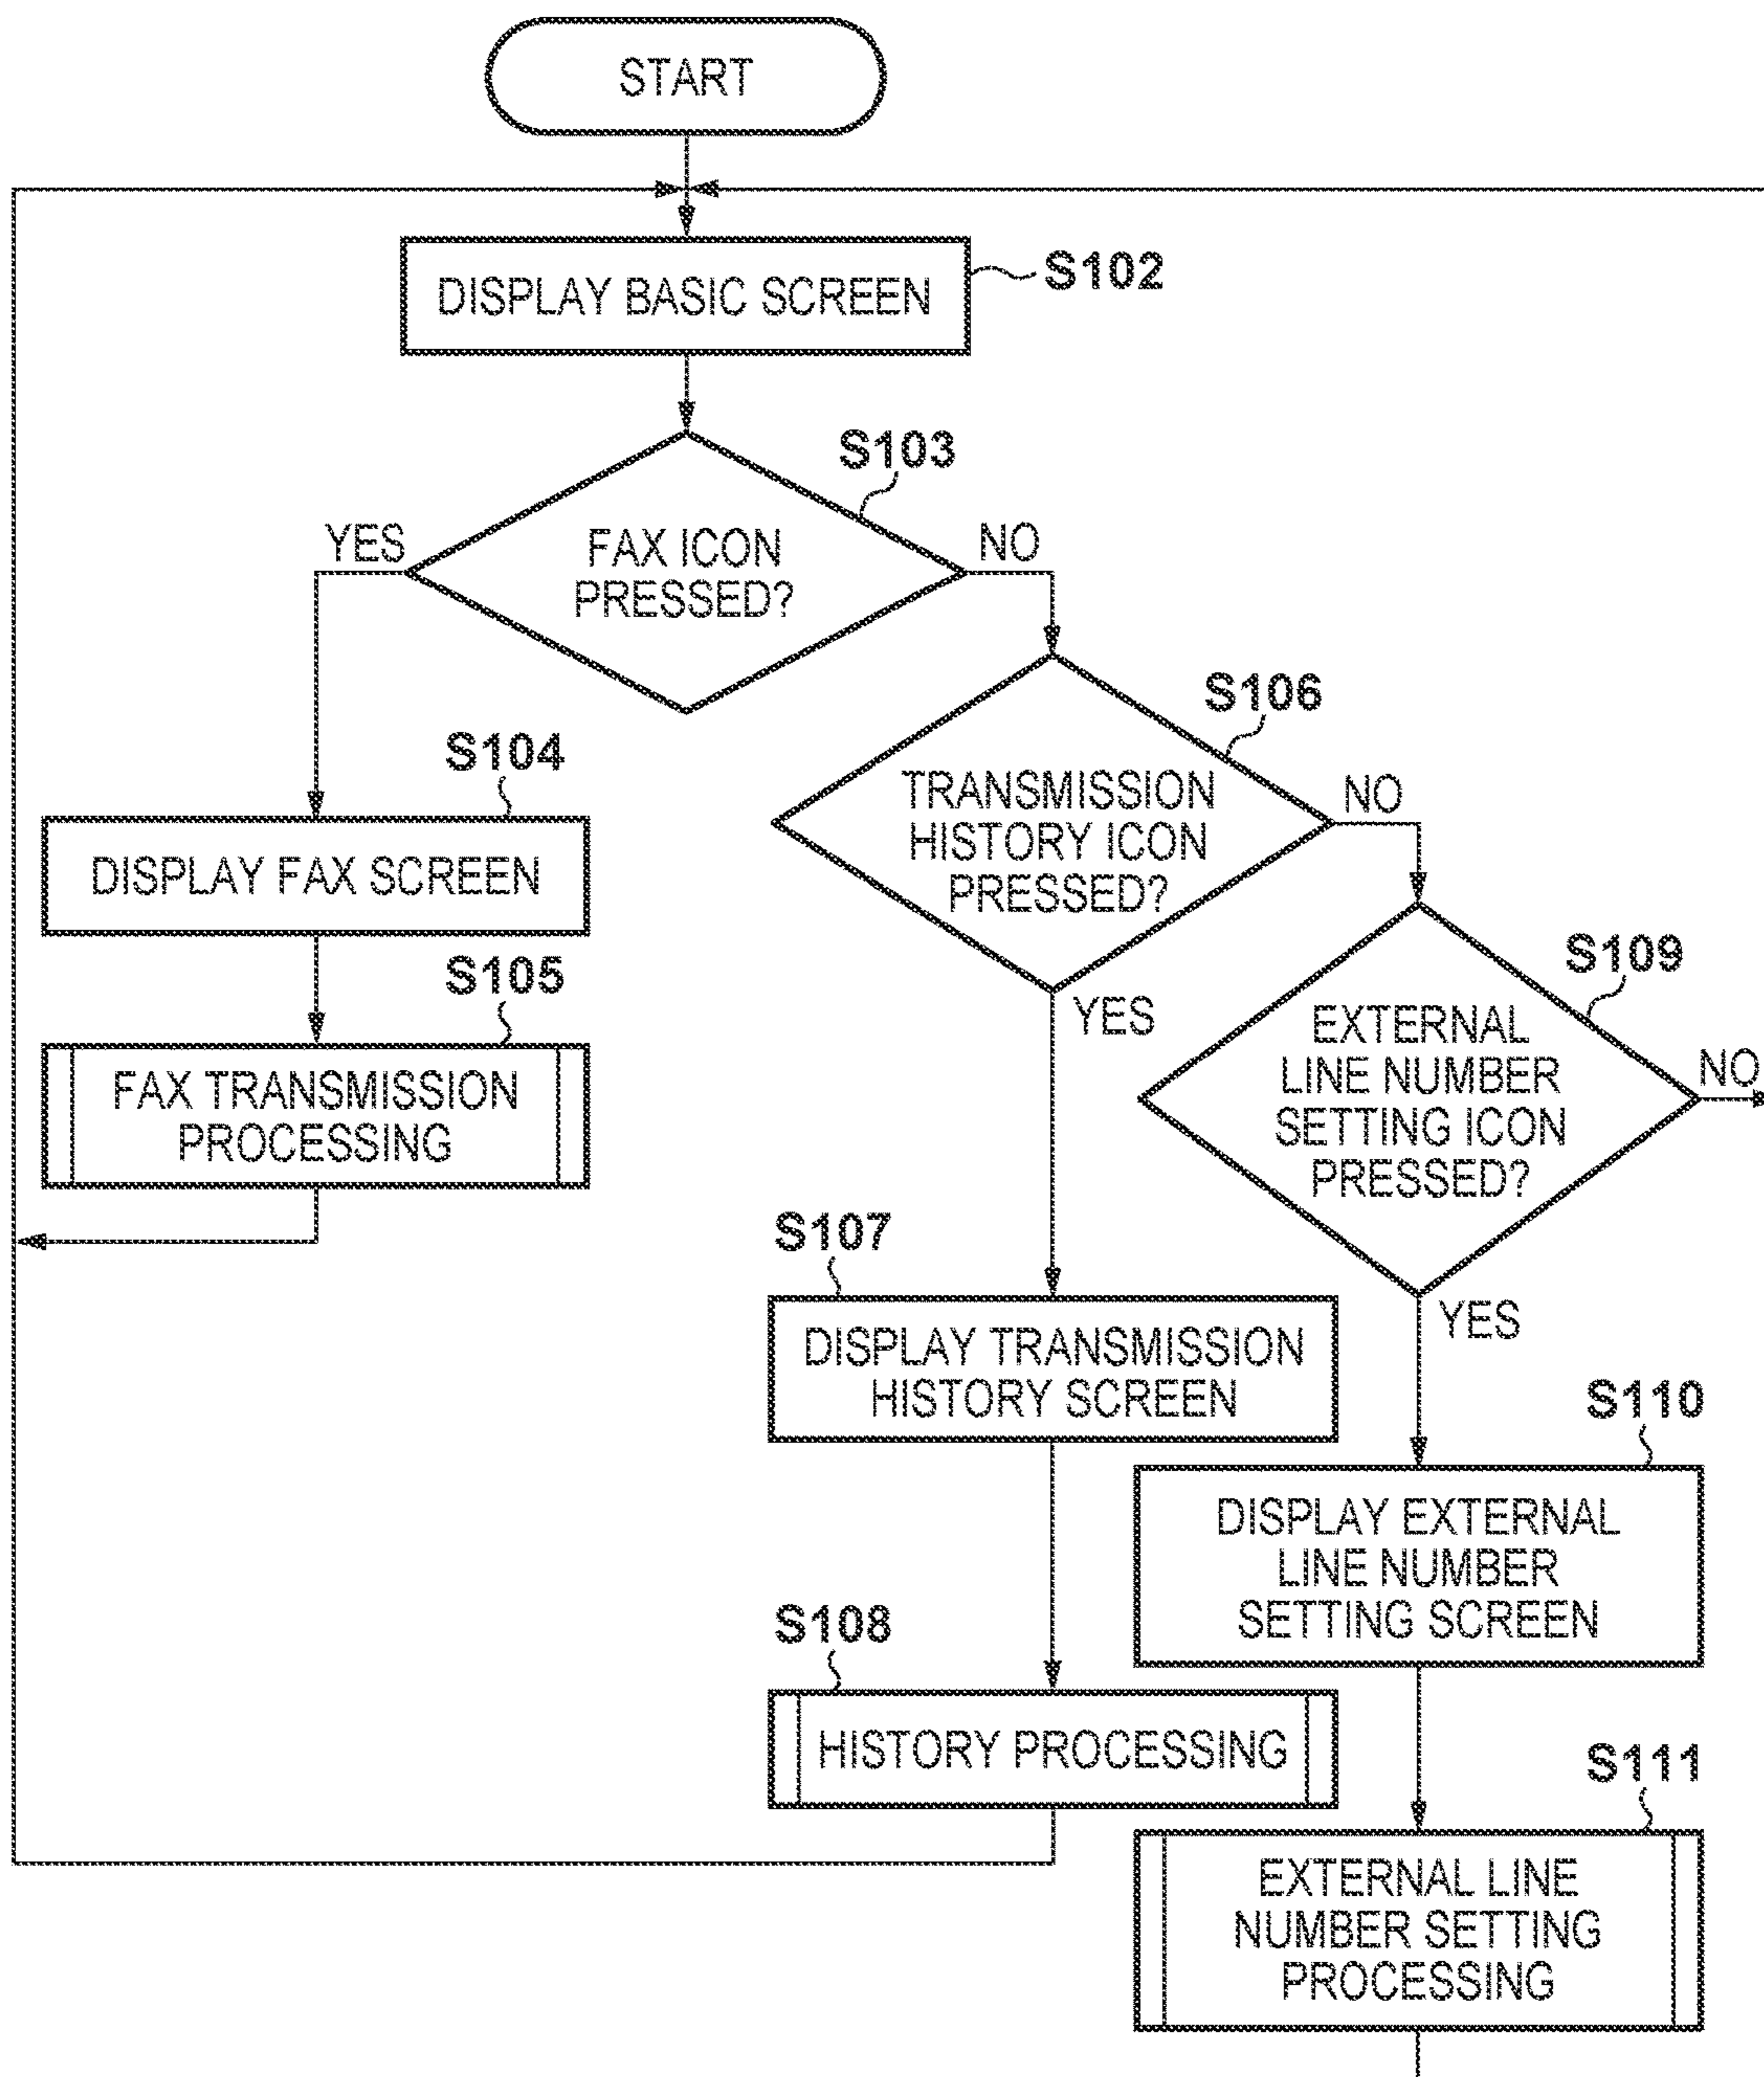 START
DISPLAY BASIC SCREEN
S102
S103
FAX ICON
PRESSED?
YES
NO
S104
DISPLAY FAX SCREEN
S105
FAX TRANSMISSION
PROCESSING
S106
TRANSMISSION
HISTORY ICON
PRESSED?
NO
YES
S107
DISPLAY TRANSMISSION
HISTORY SCREEN
S108
HISTORY PROCESSING
S109
EXTERNAL
LINE NUMBER
SETTING ICON
PRESSED?
NO
YES
S110
DISPLAY EXTERNAL
LINE NUMBER
SETTING SCREEN
S111
EXTERNAL LINE
NUMBER SETTING
PROCESSING